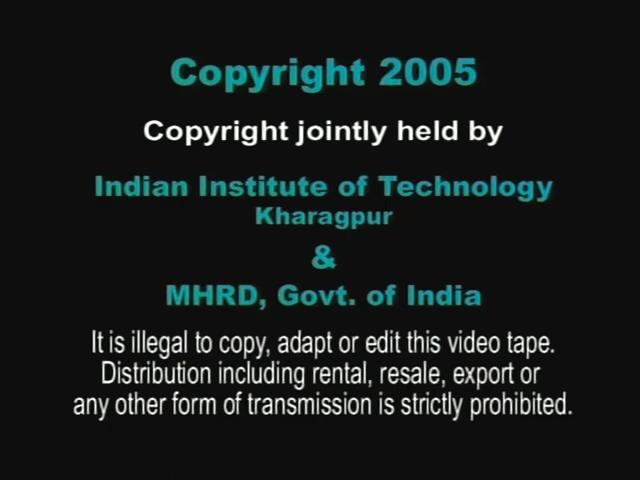 Copyright 2005
Copyright jointly held by
Indian Institute of Technology
Kharagpur
&
MHRD, Govt. of India
It is illegal to copy, adapt or edit this video tape.
Distribution including rental, resale, export or
any other form of transmission is strictly prohibited.